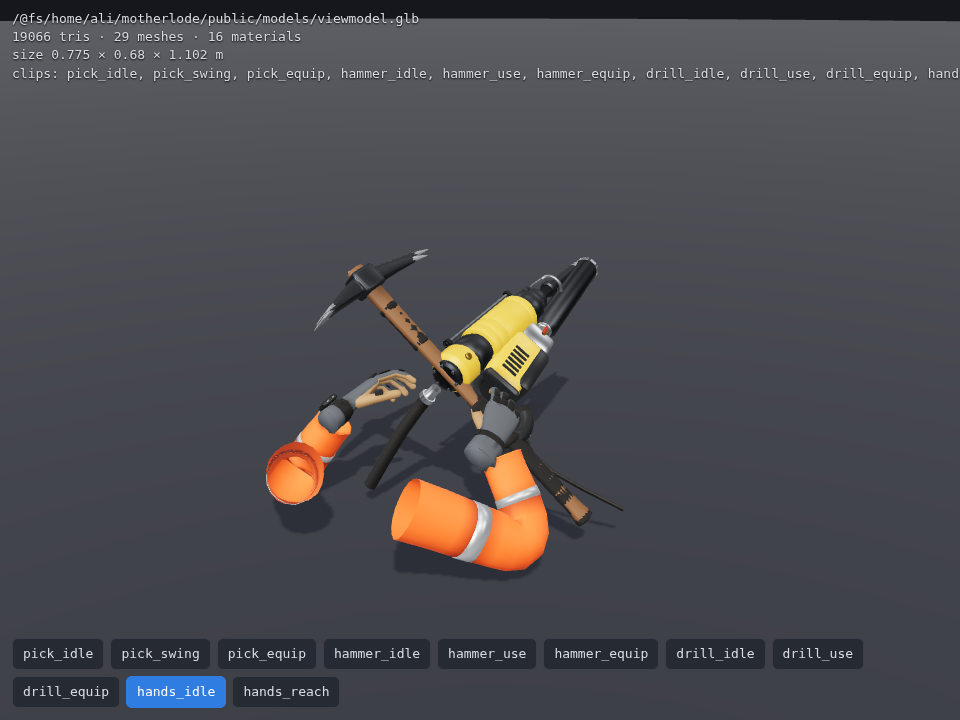 /@fs/home/ali/motherlode/public/models/viewmodel.glb
19066 tris · 29 meshes · 16 materials
size 0.775 × 0.68 × 1.102 m
clips: pick_idle, pick_swing, pick_equip, hammer_idle, hammer_use, hammer_equip, drill_idle, drill_use, drill_equip, hand
pick_idle pick_swing pick_equip hammer_idle hammer_use hammer_equip drill_idle drill_use
drill_equip hands_idle hands_reach